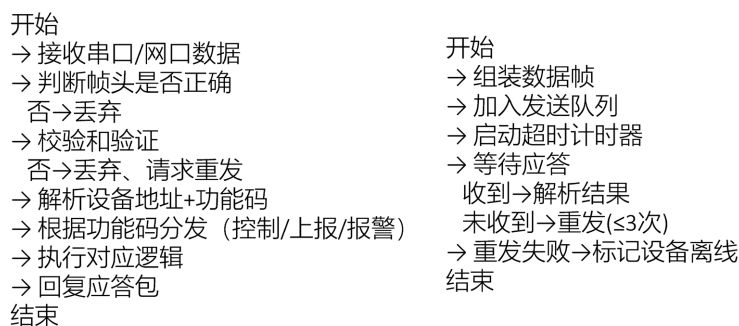 开始
→ 接收串口/网口数据
→ 判断帧头是否正确
否→丢弃
→ 校验和验证
否→丢弃、请求重发
→ 解析设备地址+功能码
→ 根据功能码分发（控制/上报/报警）
→ 执行对应逻辑
→ 回复应答包
结束
开始
→ 组装数据帧
→ 加入发送队列
→ 启动超时计时器
→ 等待应答
收到→解析结果
未收到→重发(≤3次)
→ 重发失败→标记设备离线
结束